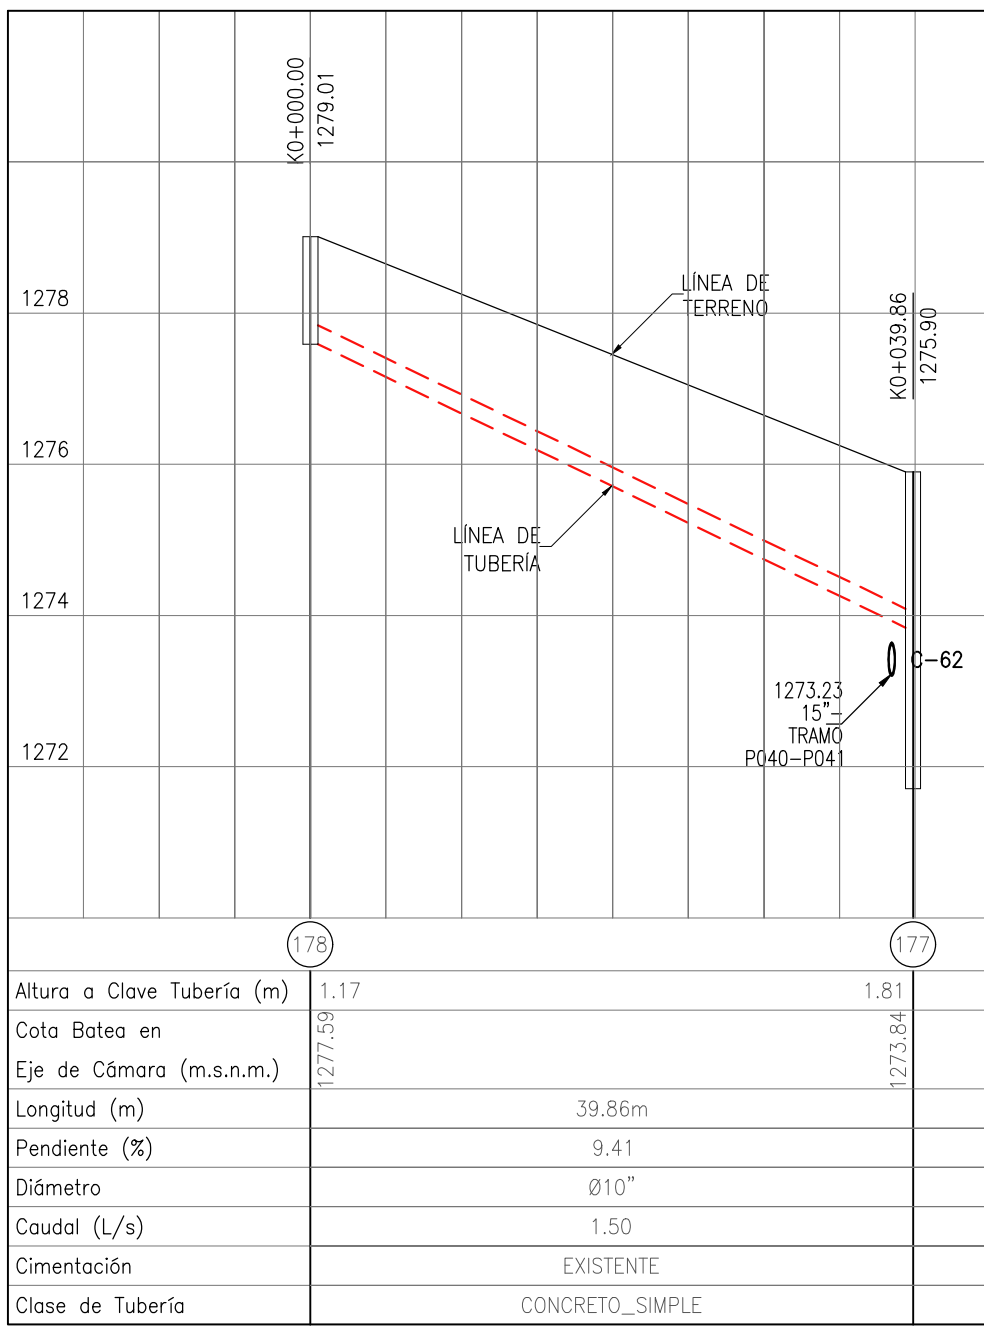 K0+000.00
1279.01
1278
LÍNEA DE
TERRENO
K0+039.86
1275.90
1276
LÍNEA DE
TUBERÍA
1274
C-62
1273.23
15"-
TRAMO
P040-P041
1272
178
177
Altura a Clave Tubería (m) 1.17 1.81
Cota Batea en
Eje de Cámara (m.s.n.m.)
1277.59
1273.84
Longitud (m) 39.86m
Pendiente (%) 9.41
Diámetro Ø10"
Caudal (L/s) 1.50
Cimentación EXISTENTE
Clase de Tubería CONCRETO_SIMPLE